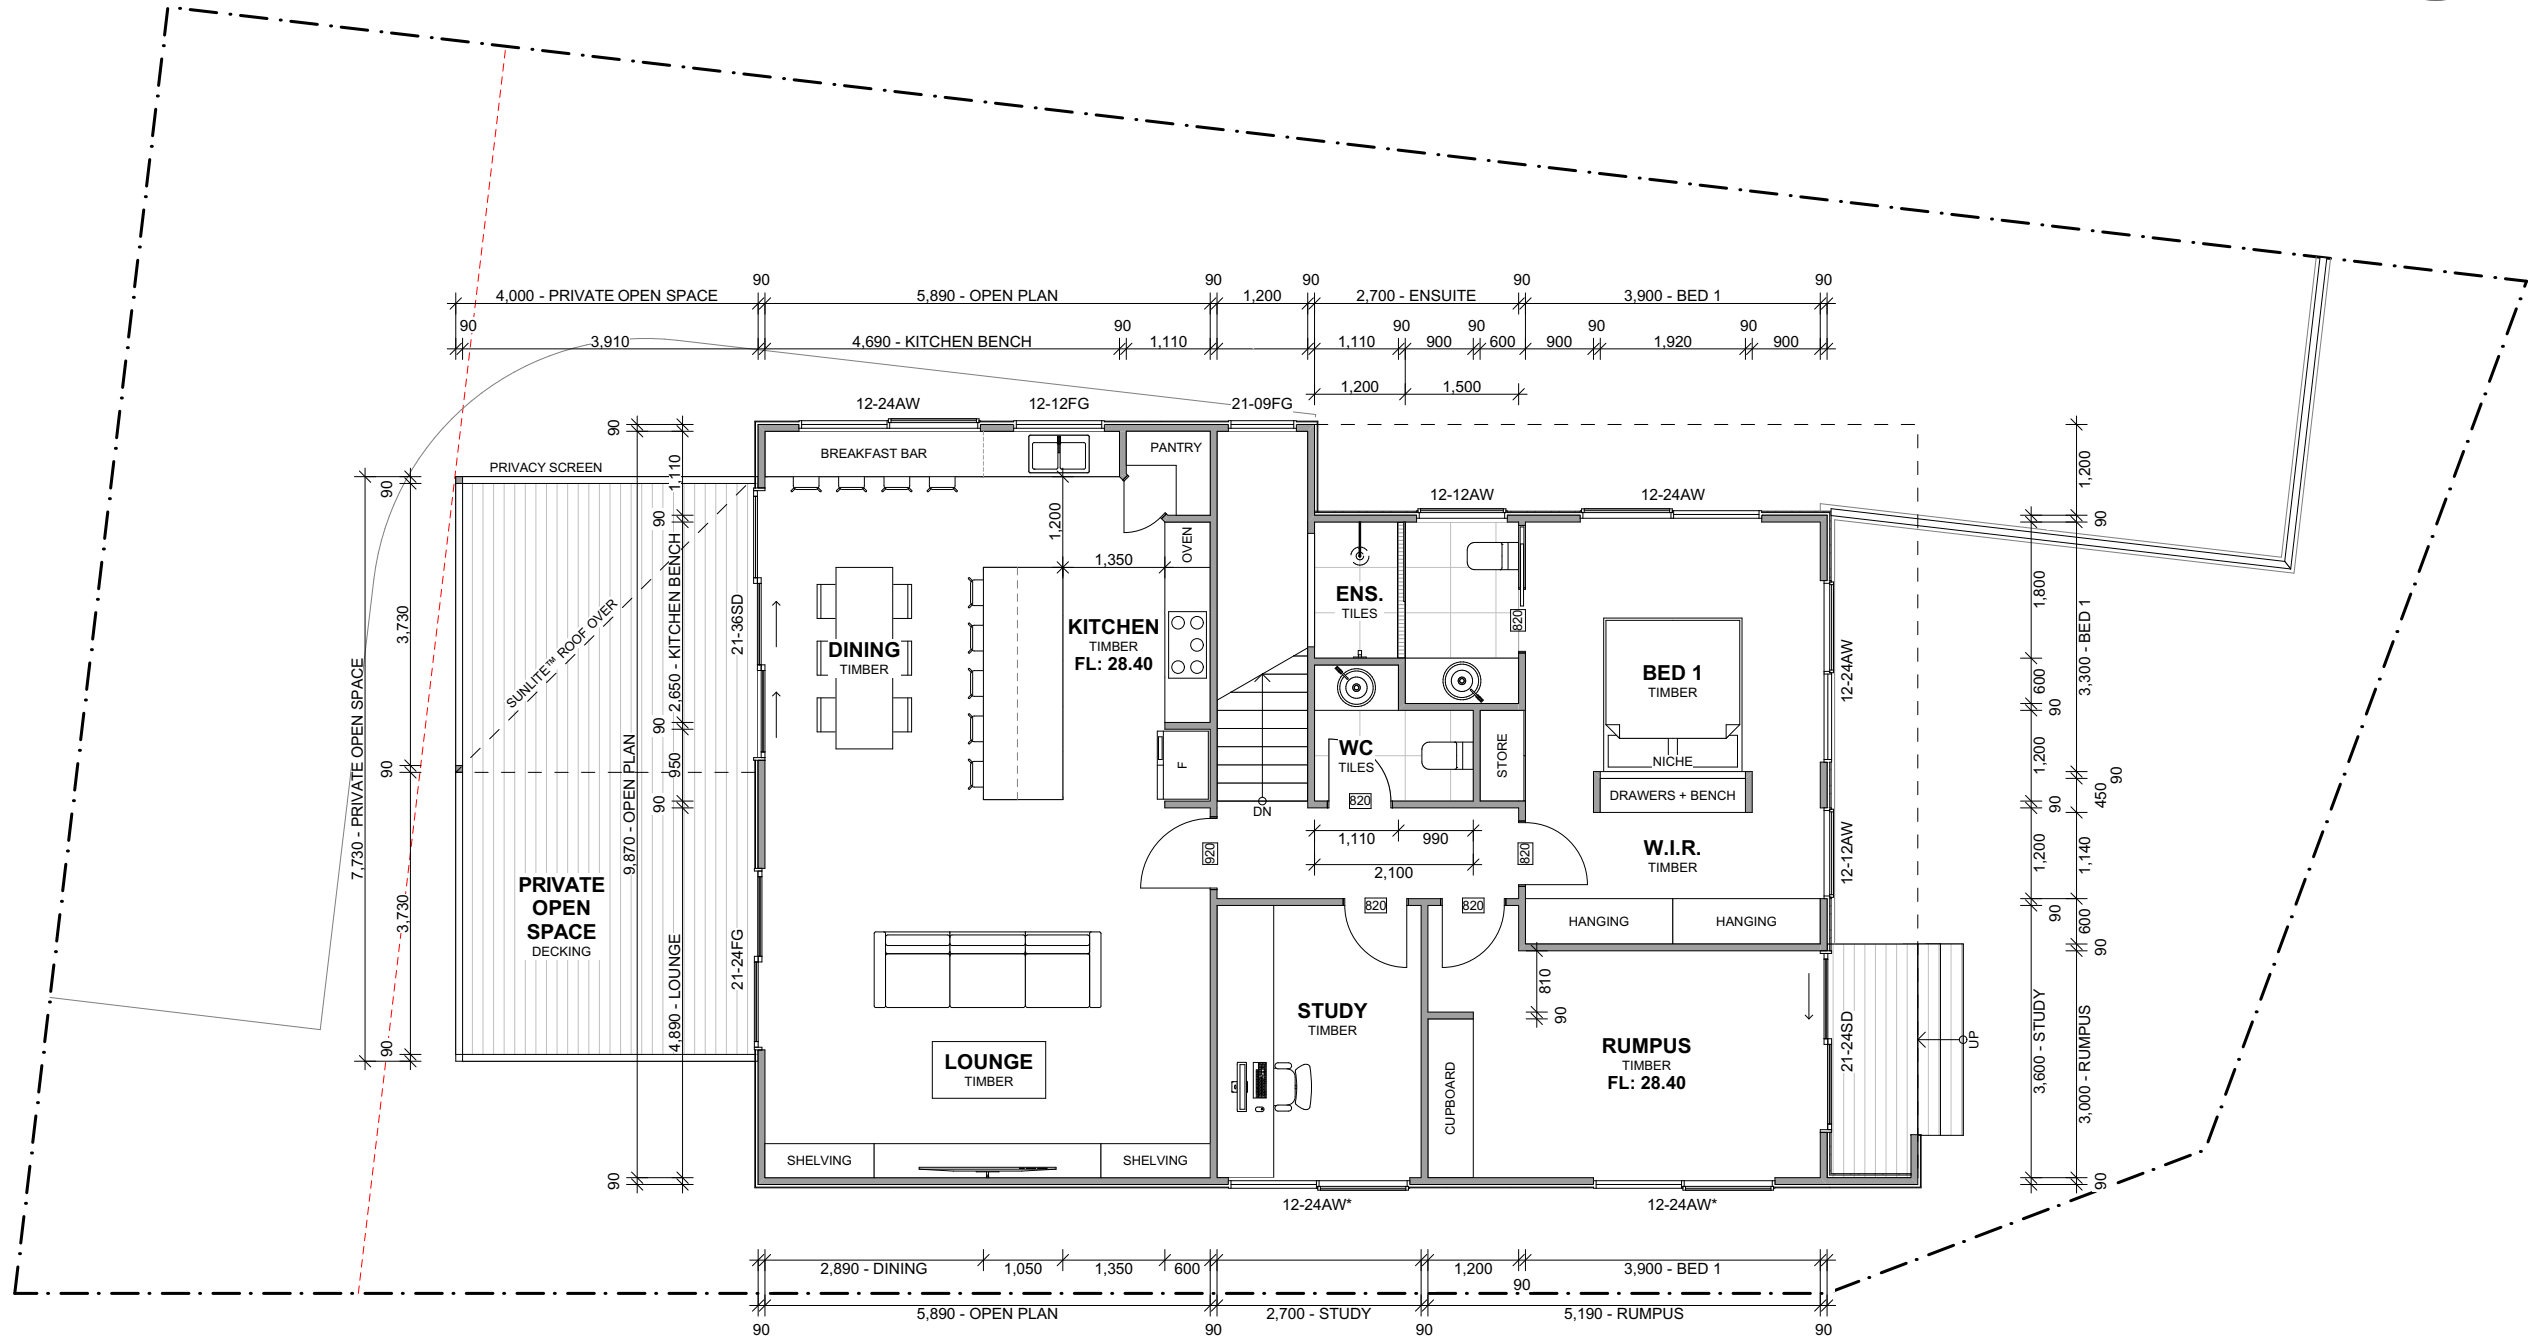 90 90 90 90 90
4,000 - PRIVATE OPEN SPACE 5,890 - OPEN PLAN 1,200 2,700 - ENSUITE 3,900 - BED 1
90 90 90 90 90 90
3,910 4,690 - KITCHEN BENCH 1,110 1,110 900 600 900 1,920 900
1,200 1,500
12-24AW 12-12FG 21-09FG
BREAKFAST BAR
PANTRY
PRIVACY SCREEN
12-12AW 12-24AW
OVEN
1,200
1,350
SUNLITE™ ROOF OVER
21-36SD
DINING
TIMBER
KITCHEN
TIMBER
FL: 28.40
ENS.
TILES
820
BED 1
TIMBER
NICHE
DRAWERS + BENCH
12-24AW
WC
TILES
STORE
F
DN
820
1,110 990
2,100
920
820
W.I.R.
TIMBER
12-12AW
HANGING HANGING
820 820
PRIVATE
OPEN
SPACE
DECKING
21-24FG
LOUNGE
TIMBER
SHELVING SHELVING
STUDY
TIMBER
810
90
CUPBOARD
RUMPUS
TIMBER
FL: 28.40
21-24SD
UP
12-24AW* 12-24AW*
7,730 - PRIVATE OPEN SPACE
90
3,730
90
3,730
90
90
9,870 - OPEN PLAN
90
1,110
90
2,650 - KITCHEN BENCH
90
950
90
4,890 - LOUNGE
1,800
600
90
1,200
90
1,200
90
3,600 - STUDY
1,200
90
3,300 - BED 1
90
450
1,140
600
90
3,000 - RUMPUS
90
2,890 - DINING 1,050 1,350 600 1,200 3,900 - BED 1
90
5,890 - OPEN PLAN 2,700 - STUDY 5,190 - RUMPUS
90 90 90 90